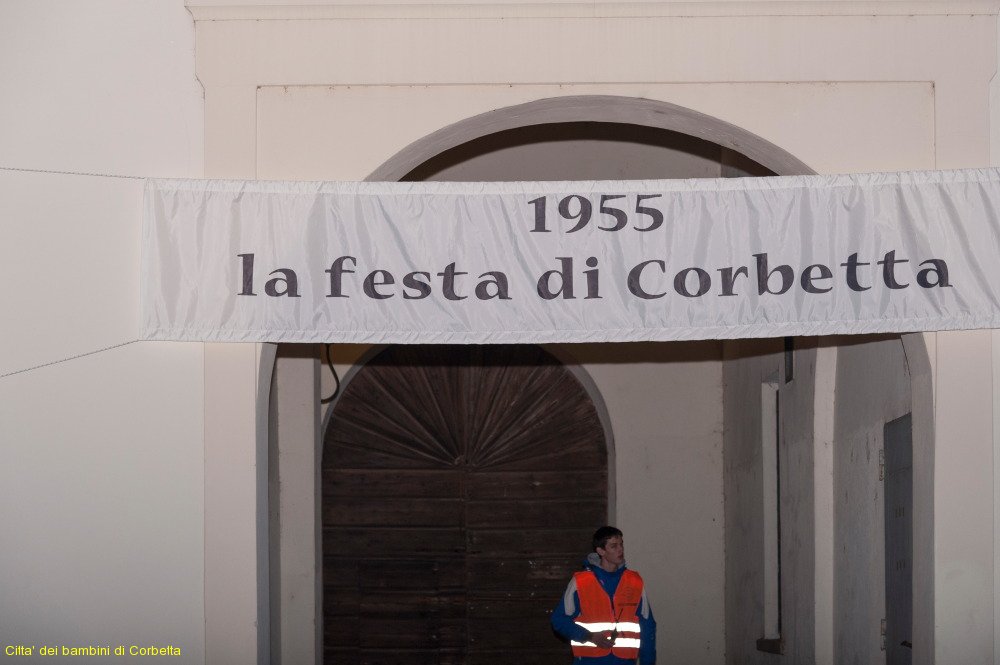 1955
la festa di Corbetta
Citta' dei bambini di Corbetta